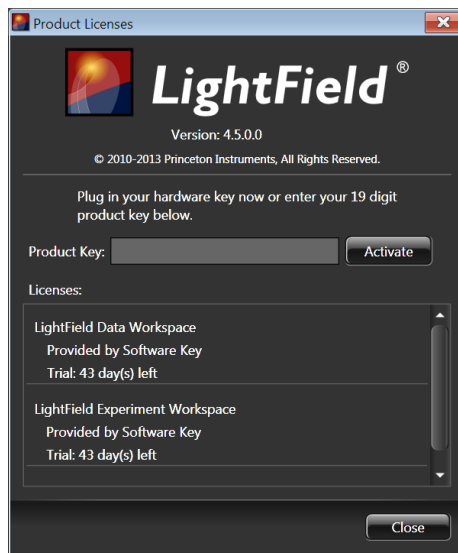 Product Licenses
LightField ®
Version: 4.5.0.0
© 2010-2013 Princeton Instruments, All Rights Reserved.
Plug in your hardware key now or enter your 19 digit
product key below.
Product Key:
Activate
Licenses:
LightField Data Workspace
Provided by Software Key
Trial: 43 day(s) left
LightField Experiment Workspace
Provided by Software Key
Trial: 43 day(s) left
Close